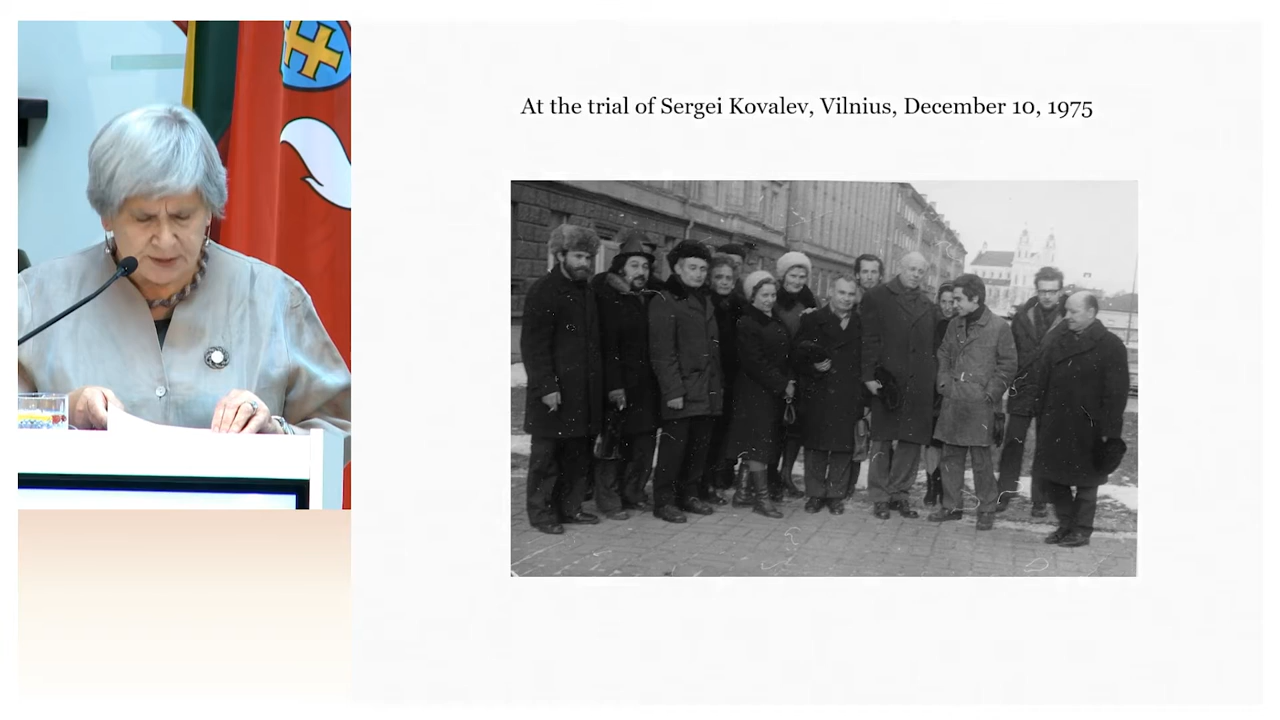 At the trial of Sergei Kovalev, Vilnius, December 10, 1975